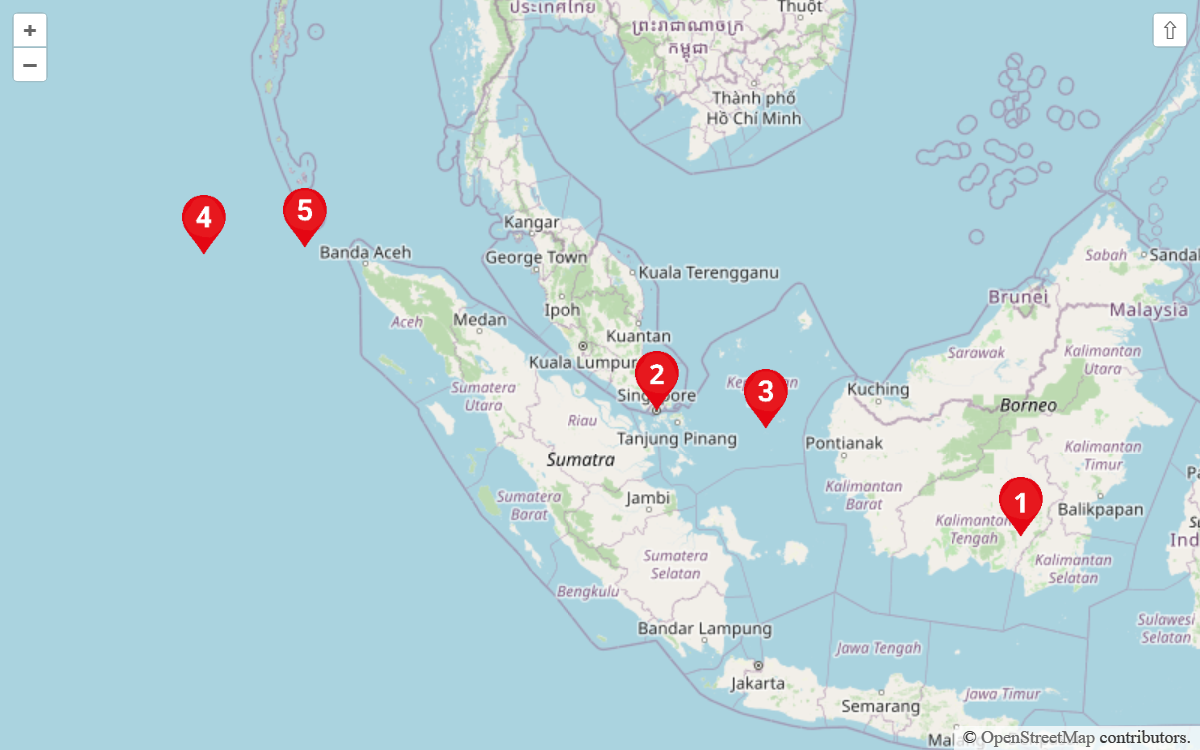 +
−
⇧
ประเทศไทย
ព្រះរាជាណាចក្រ
កម្ពុជា
Thuột
Thành phố
Hồ Chí Minh
4
5
Banda Aceh
Kangar
George Town
Kuala Terengganu
Sabah
Sandak
Brunei
Malaysia
Aceh
Medan
Ipoh
Kuantan
Kuala Lumpur
Sarawak
Kalimantan
Utara
2
3
Sumatera
Utara
Singapore
Kuching
Borneo
Riau
Tanjung Pinang
Pontianak
Kalimantan
Timur
Sumatra
Kalimantan
Barat
1
Sumatera
Barat
Jambi
Balikpapan
Kalimantan
Tengah
Sumatera
Selatan
Kalimantan
Selatan
Bengkulu
Bandar Lampung
Sulawesi
Selatan
Jawa Tengah
Jakarta
Semarang
Jawa Timur
© OpenStreetMap contributors.